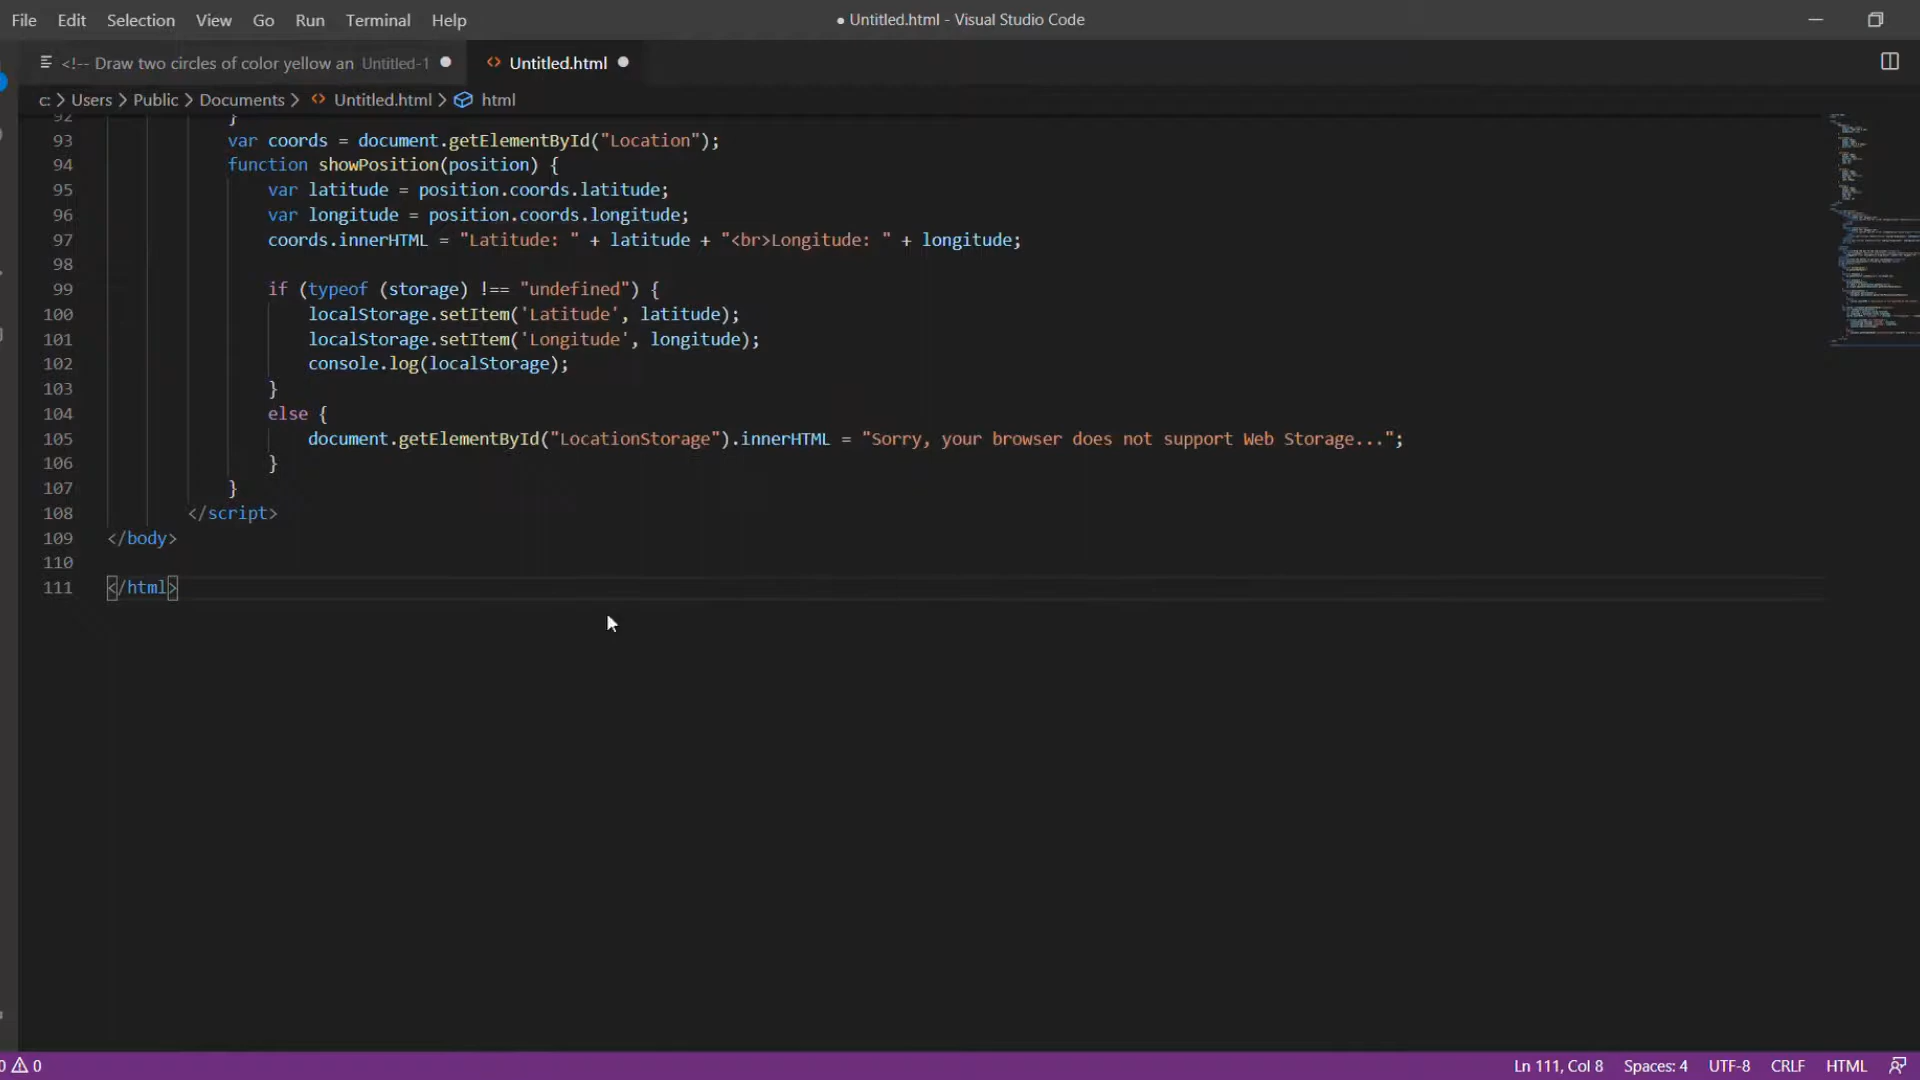 File Edit Selection View Go Run Terminal Help ● Untitled.html - Visual Studio Code
<!-- Draw two circles of color yellow an Untitled-1 ● <> Untitled.html ●
c: > Users > Public > Documents > <> Untitled.html > html
92 }
93 var coords = document.getElementById("Location");
94 function showPosition(position) {
95 var latitude = position.coords.latitude;
96 var longitude = position.coords.longitude;
97 coords.innerHTML = "Latitude: " + latitude + "<br>Longitude: " + longitude;
98
99 if (typeof (storage) !== "undefined") {
100 localStorage.setItem('Latitude', latitude);
101 localStorage.setItem('Longitude', longitude);
102 console.log(localStorage);
103 }
104 else {
105 document.getElementById("LocationStorage").innerHTML = "Sorry, your browser does not support Web Storage...";
106 }
107 }
108 </script>
109 </body>
110
111 </html>
0 0 Ln 111, Col 8 Spaces: 4 UTF-8 CRLF HTML